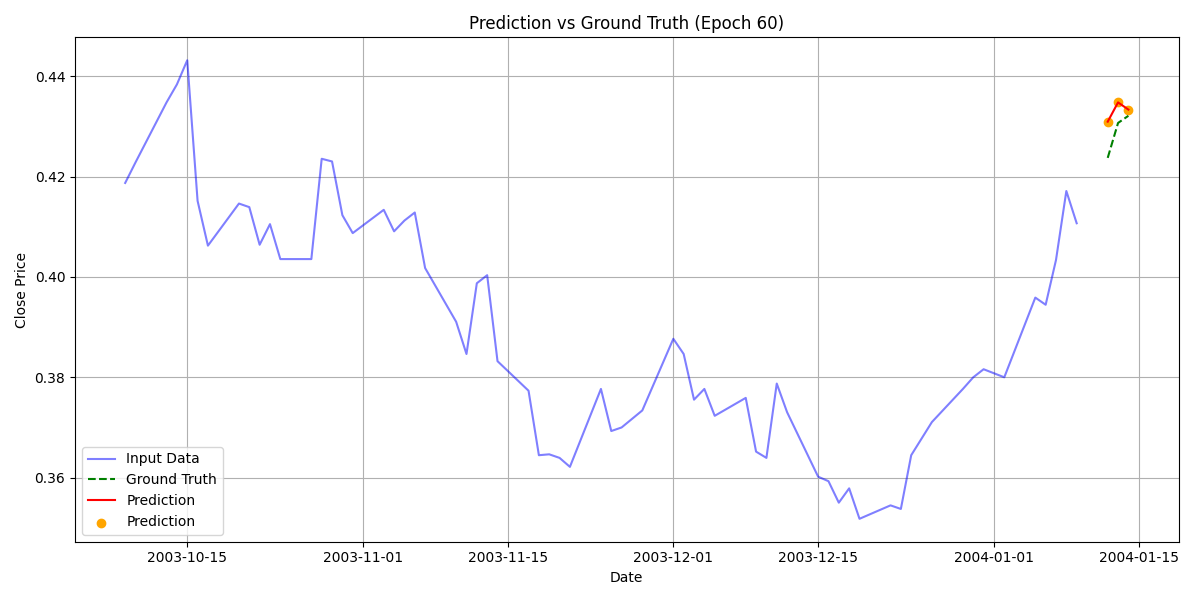 Prediction vs Ground Truth (Epoch 60)
Close Price
0.44
0.42
0.40
0.38
0.36
Input Data
Ground Truth
Prediction
Prediction
2003-10-15
2003-11-01
2003-11-15
2003-12-01
2003-12-15
2004-01-01
2004-01-15
Date